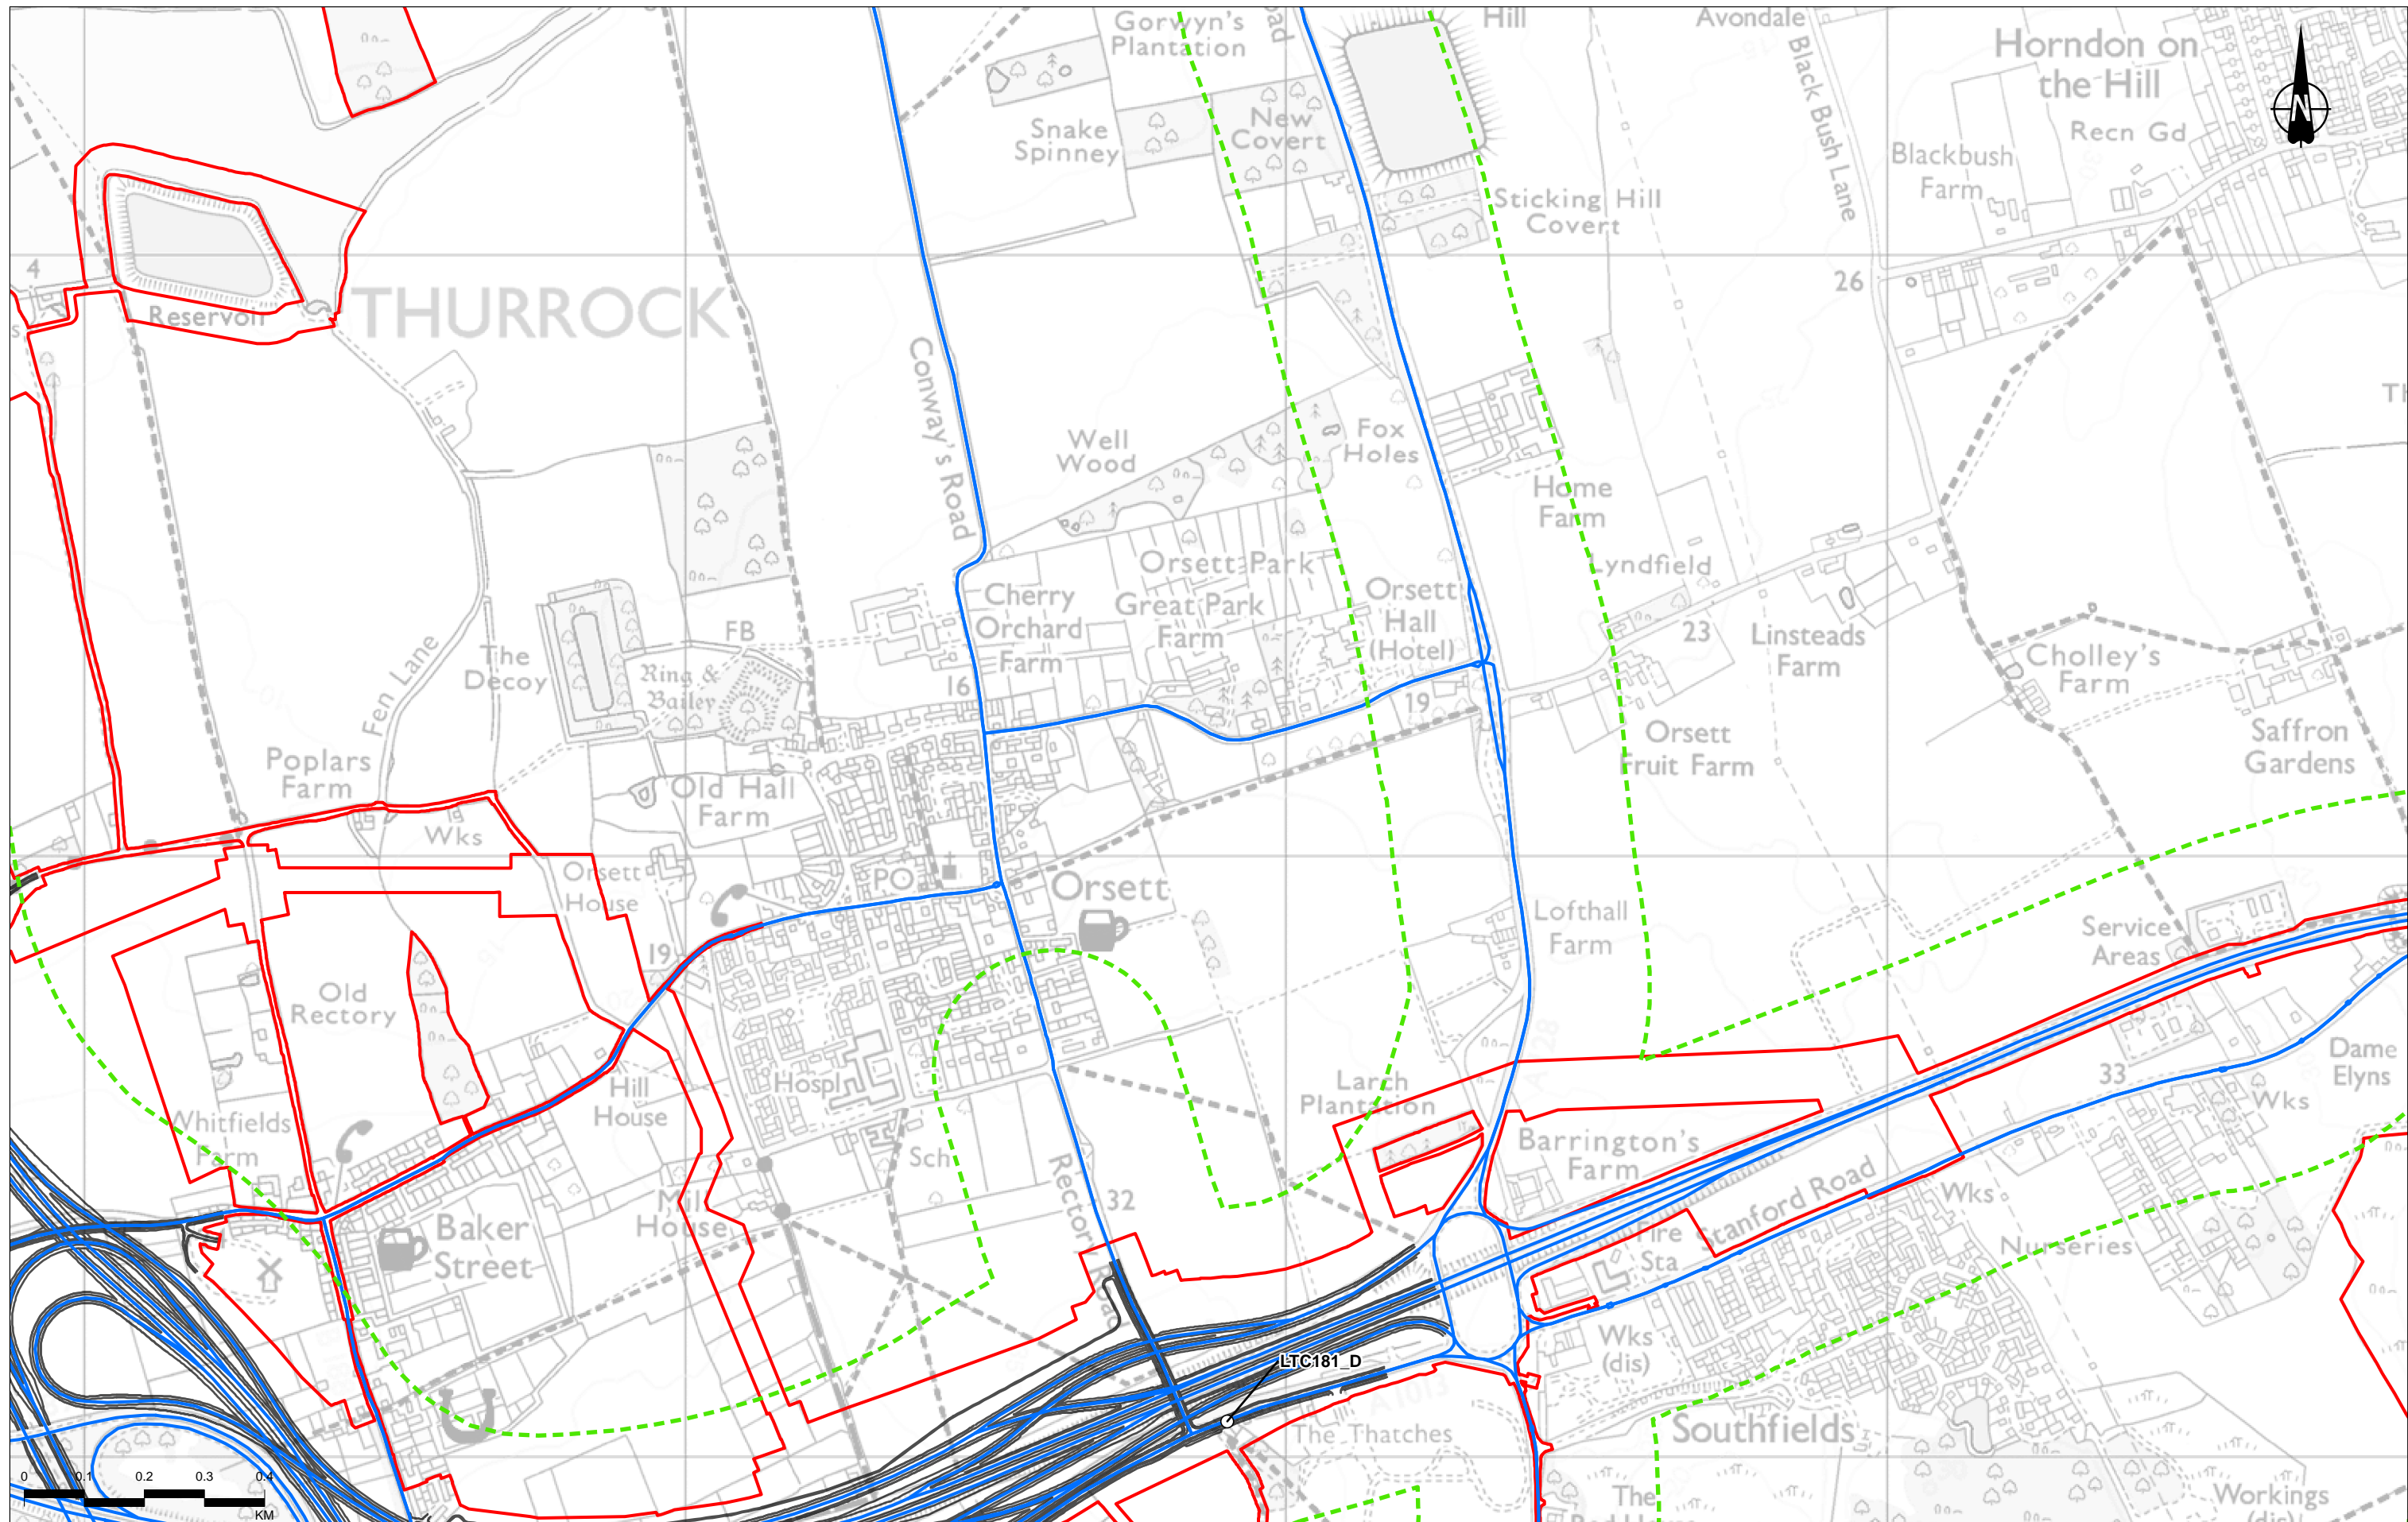 Gorwyn's
Plantation
Hill
Avondale
Horndon on
the Hill
N
Black Bush Lane
Snake
Spinney
New
Covert
Recn Gd
Blackbush
Farm
Sticking Hill
Covert
4
26
Reservoir
THURROCK
Conway's Road
Well
Wood
Fox
Holes
Home
Farm
Orsett Park
Lyndfield
Cherry
Orchard
Farm
Great Park
Farm
Orsett
Hall
(Hotel)
FB
23
Linsteads
Farm
The
Decoy
Ring &
Bailey
16
Cholley's
Farm
Fen Lane
19
Orsett
Fruit Farm
Saffron
Gardens
Poplars
Farm
Old Hall
Farm
Wks
Orsett
House
PO
Orsett
Lofthall
Farm
Service
Areas
19
Old
Rectory
28
Dame
Elyns
33
Hill
House
Hospl
Larch
Plantation
Wks
Whitfields
Farm
Barrington's
Farm
Sch
Rectory Road
32
Mill
House
Stanford Road
Wks
Baker
Street
Fire
Sta
Nurseries
Wks
(dis)
LTC181_D
A1013
The Thatches
Southfields
0 0.1 0.2 0.3 0.4
KM
The
Workings
(dis)